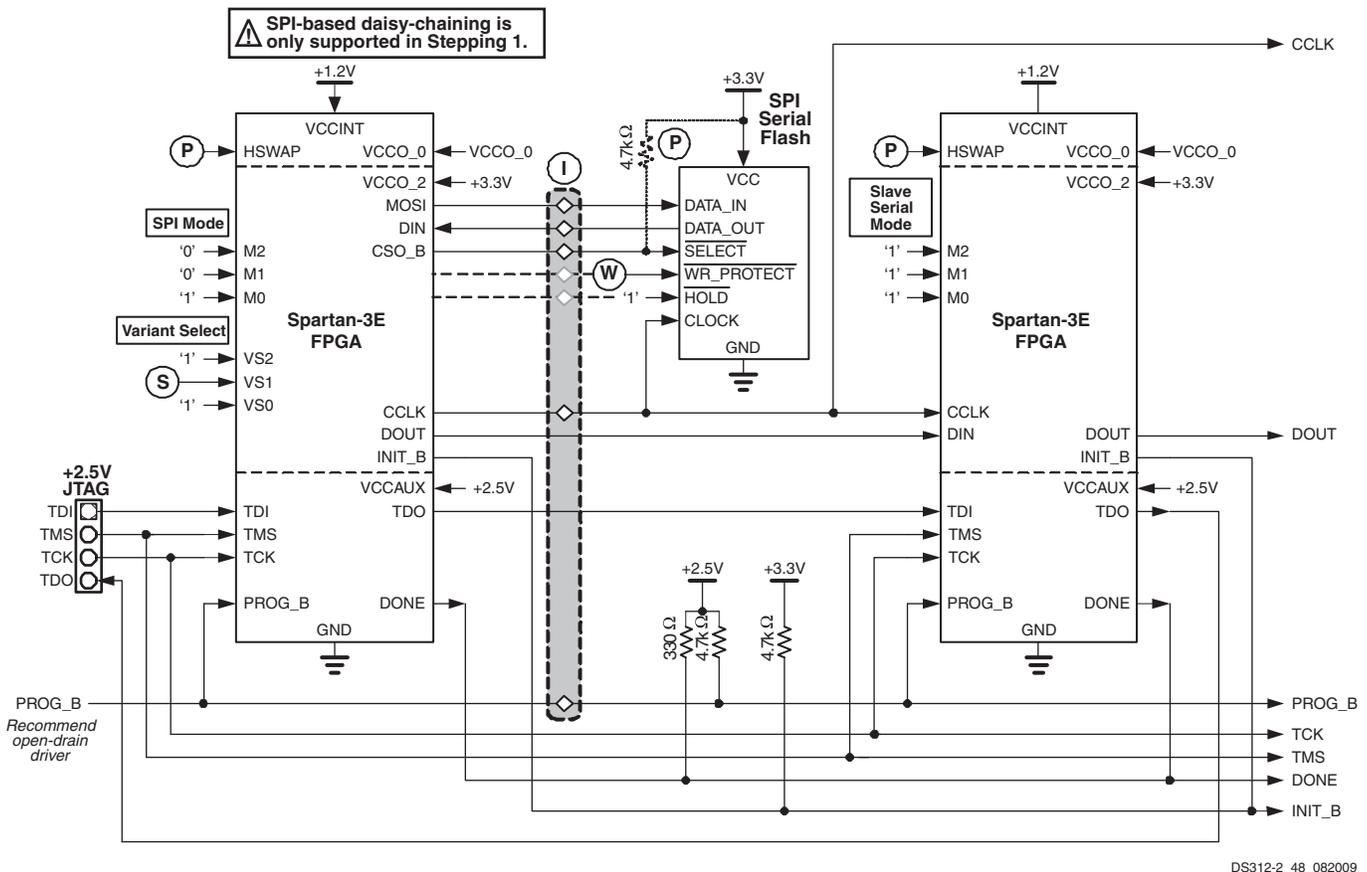 SPI-based daisy-chaining is
only supported in Stepping 1.
CCLK
+1.2V
+3.3V
SPI
Serial
Flash
+1.2V
P
HSWAP
VCCINT
VCCO_0
VCCO_0
I
4.7kΩ
P
VCC
P
HSWAP
VCCINT
VCCO_0
VCCO_0
VCCO_2
+3.3V
VCCO_2
+3.3V
SPI Mode
MOSI
DATA_IN
Slave
Serial
Mode
DIN
DATA_OUT
‘0’
M2
CSO_B
SELECT
‘1’
M2
‘0’
M1
W
WR_PROTECT
‘1’
M1
‘1’
M0
‘1’
HOLD
‘1’
M0
Variant Select
Spartan-3E
FPGA
CLOCK
Spartan-3E
FPGA
GND
‘1’
VS2
S
VS1
‘1’
VS0
CCLK
CCLK
DOUT
DIN
DOUT
DOUT
INIT_B
INIT_B
+2.5V
JTAG
VCCAUX
+2.5V
VCCAUX
+2.5V
TDI
TDI
TDO
TDI
TDO
TMS
TMS
TMS
TCK
TCK
TCK
TDO
+2.5V
+3.3V
PROG_B
DONE
PROG_B
DONE
330 Ω
4.7kΩ
4.7kΩ
GND
GND
PROG_B
PROG_B
Recommend
open-drain
driver
TCK
TMS
DONE
INIT_B
DS312-2_48_082009